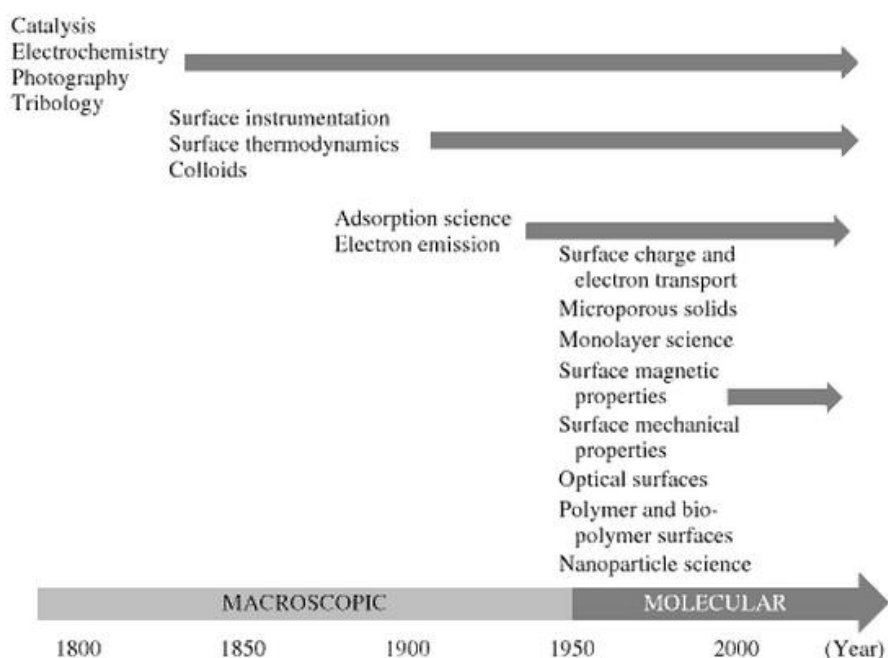 Catalysis
Electrochemistry
Photography
Tribology
Surface instrumentation
Surface thermodynamics
Colloids
Adsorption science
Electron emission
Surface charge and
electron transport
Microporous solids
Monolayer science
Surface magnetic
properties
Surface mechanical
properties
Optical surfaces
Polymer and bio-
polymer surfaces
Nanoparticle science
MACROSCOPIC MOLECULAR
1800 1850 1900 1950 2000 (Year)